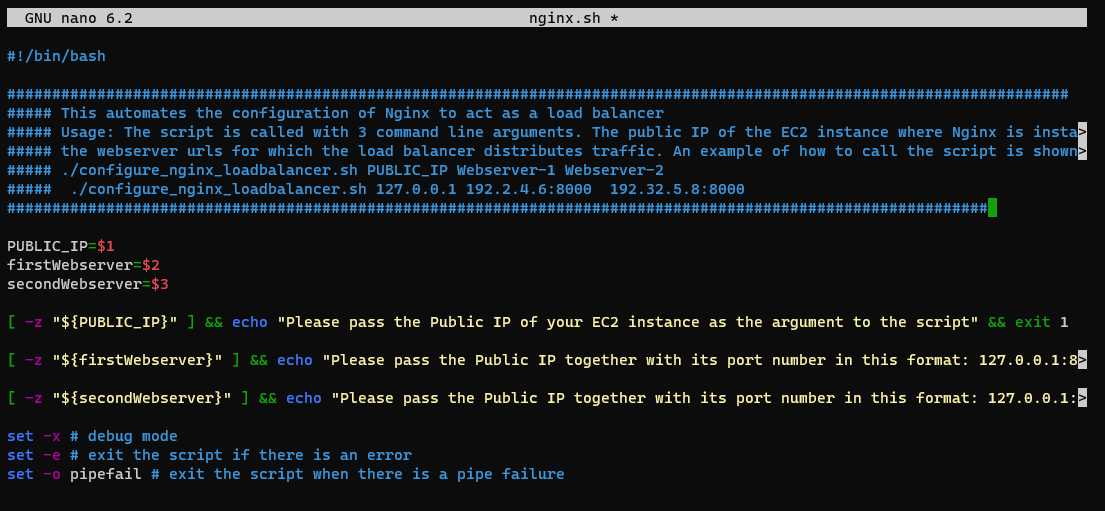 GNU nano 6.2 nginx.sh *
#!/bin/bash
######################################################################################################################
##### This automates the configuration of Nginx to act as a load balancer
##### Usage: The script is called with 3 command line arguments. The public IP of the EC2 instance where Nginx is insta>
##### the webserver urls for which the load balancer distributes traffic. An example of how to call the script is shown>
##### ./configure_nginx_loadbalancer.sh PUBLIC_IP Webserver-1 Webserver-2
#####  ./configure_nginx_loadbalancer.sh 127.0.0.1 192.2.4.6:8000  192.32.5.8:8000
#############################################################################################################
PUBLIC_IP=$1
firstWebserver=$2
secondWebserver=$3
[ -z "${PUBLIC_IP}" ] && echo "Please pass the Public IP of your EC2 instance as the argument to the script" && exit 1
[ -z "${firstWebserver}" ] && echo "Please pass the Public IP together with its port number in this format: 127.0.0.1:8>
[ -z "${secondWebserver}" ] && echo "Please pass the Public IP together with its port number in this format: 127.0.0.1:>
set -x # debug mode
set -e # exit the script if there is an error
set -o pipefail # exit the script when there is a pipe failure